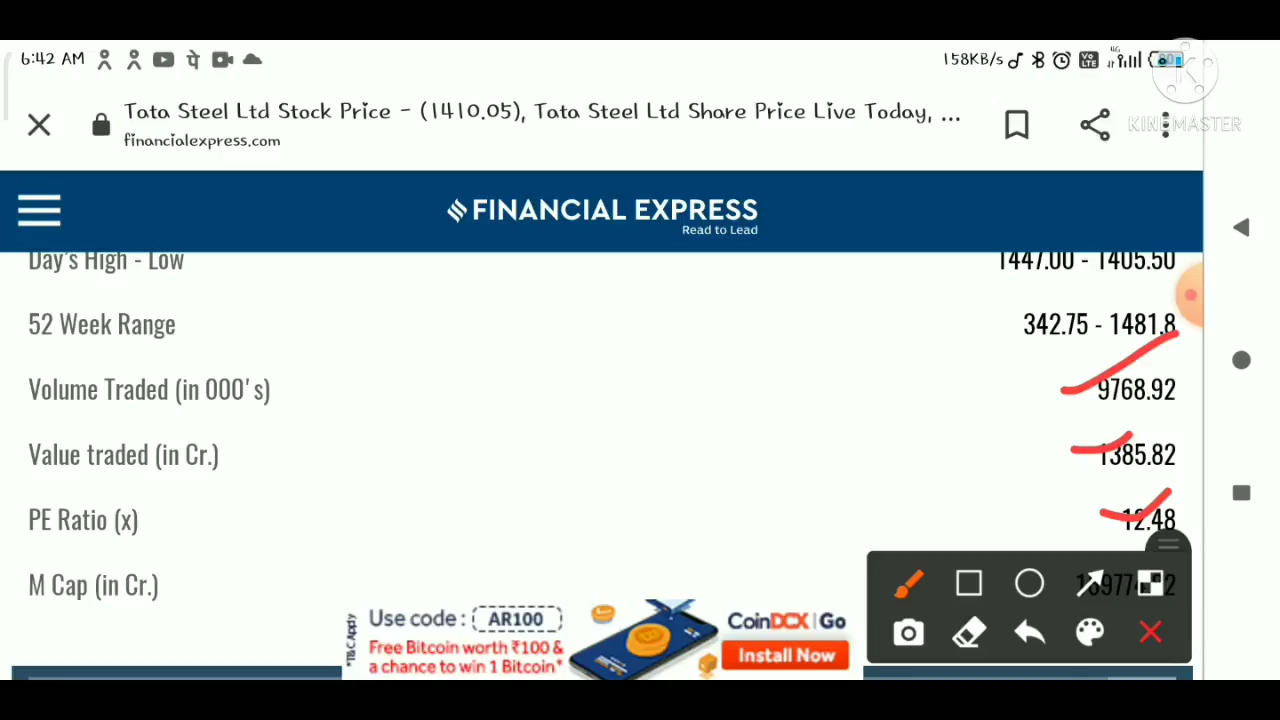 6:42 AM पे 158KB/s 4G
Tata Steel Ltd Stock Price - (1410.05), Tata Steel Ltd Share Price Live Today, ...
financialexpress.com
KINEMASTER
FINANCIAL EXPRESS
Read to Lead
Day's High - Low 1447.00 - 1405.50
52 Week Range 342.75 - 1481.8
Volume Traded (in 000's) 9768.92
Value traded (in Cr.) 1385.82
PE Ratio (x) 12.48
M Cap (in Cr.)
*T&C Apply
Use code : AR100
Free Bitcoin worth ₹100 &
a chance to win 1 Bitcoin*
CoinDCX Go
Install Now